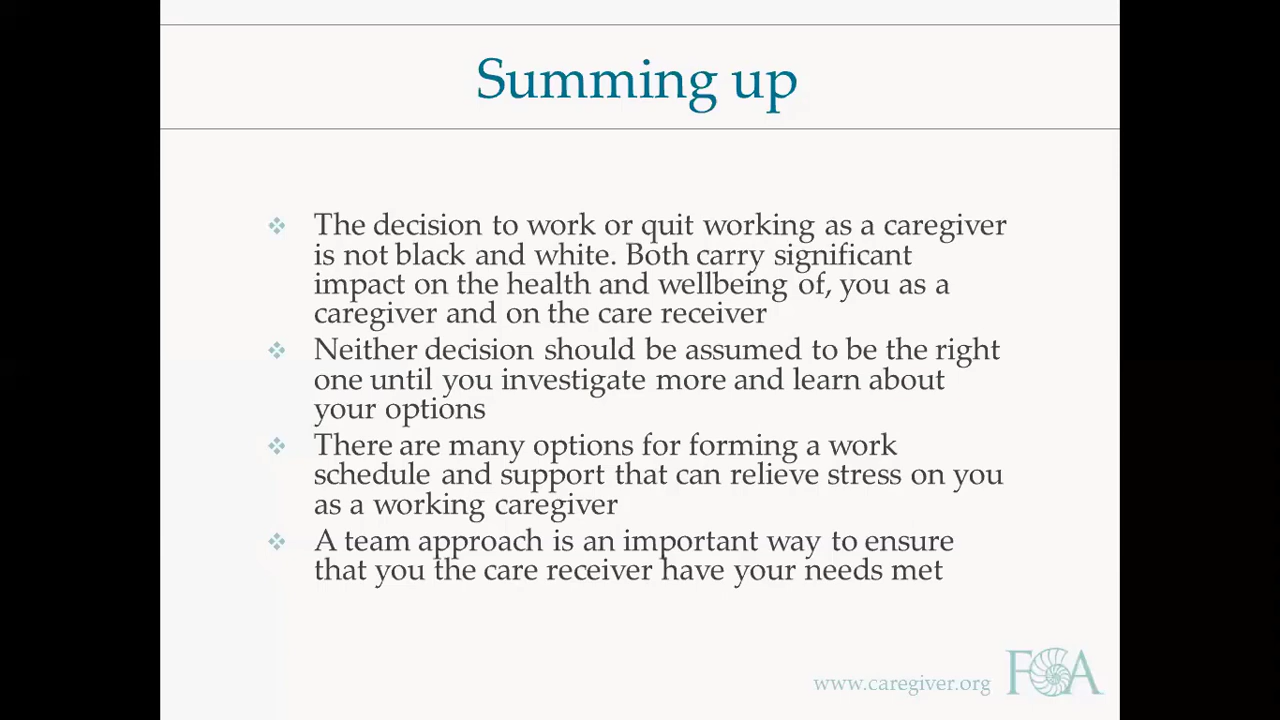 Summing up
The decision to work or quit working as a caregiver
is not black and white. Both carry significant
impact on the health and wellbeing of, you as a
caregiver and on the care receiver
Neither decision should be assumed to be the right
one until you investigate more and learn about
your options
There are many options for forming a work
schedule and support that can relieve stress on you
as a working caregiver
A team approach is an important way to ensure
that you the care receiver have your needs met
www.caregiver.org FCA